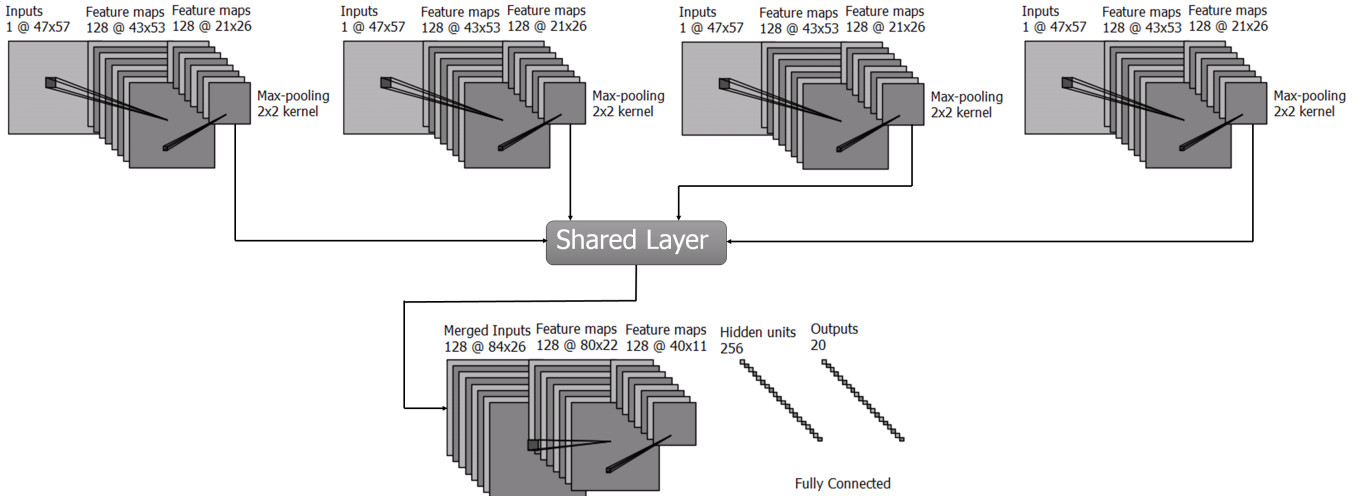 Inputs
1 @ 47x57
Feature maps
128 @ 43x53
Feature maps
128 @ 21x26
Max-pooling
2x2 kernel
Inputs
1 @ 47x57
Feature maps
128 @ 43x53
Feature maps
128 @ 21x26
Max-pooling
2x2 kernel
Inputs
1 @ 47x57
Feature maps
128 @ 43x53
Feature maps
128 @ 21x26
Max-pooling
2x2 kernel
Inputs
1 @ 47x57
Feature maps
128 @ 43x53
Feature maps
128 @ 21x26
Max-pooling
2x2 kernel
Shared Layer
Merged Inputs
128 @ 84x26
Feature maps
128 @ 80x22
Feature maps
128 @ 40x11
Hidden units
256
Outputs
20
Fully Connected